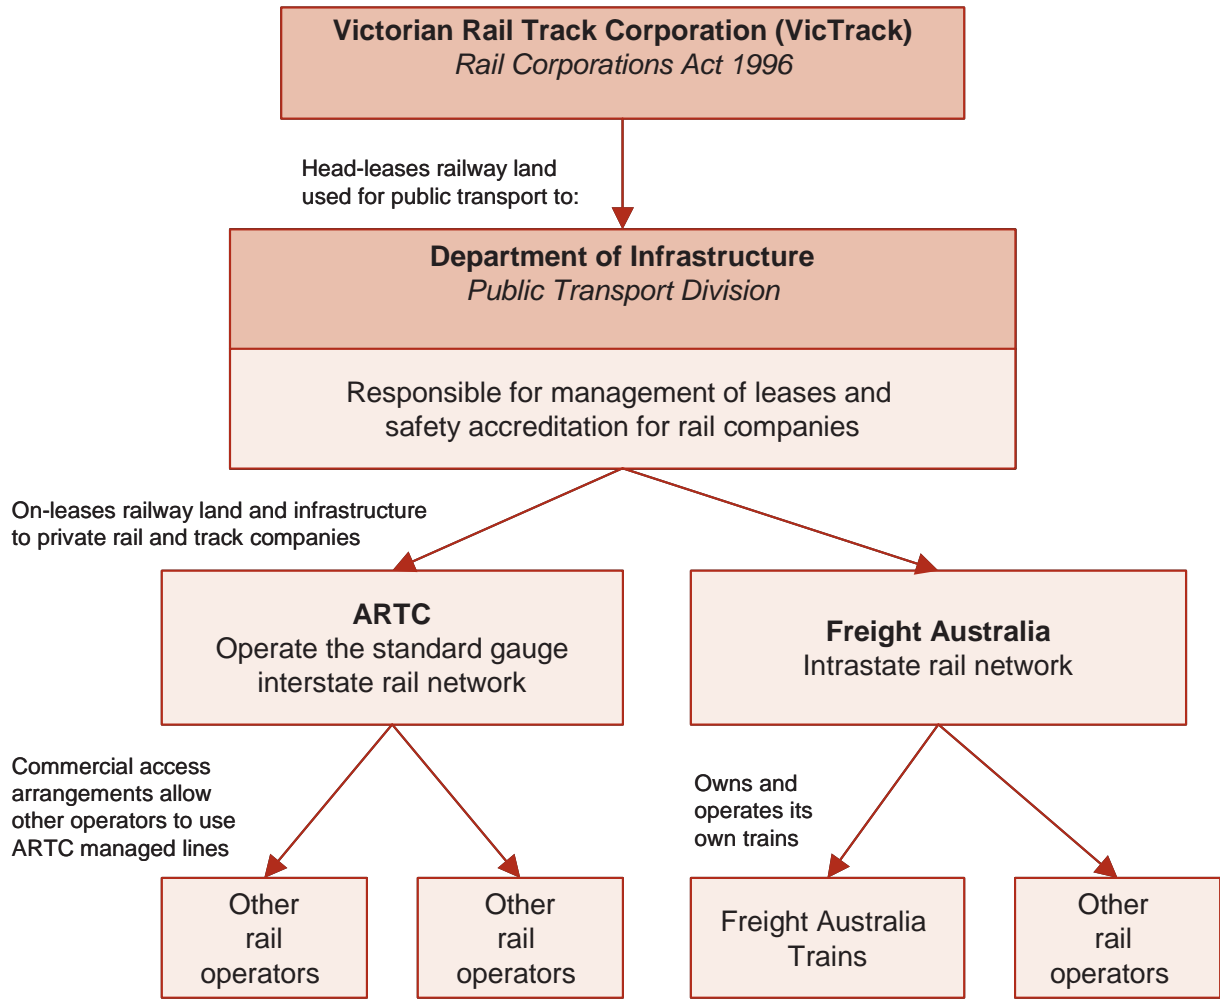 Victorian Rail Track Corporation (VicTrack)
Rail Corporations Act 1996
Head-leases railway land
used for public transport to:
Department of Infrastructure
Public Transport Division
Responsible for management of leases and
safety accreditation for rail companies
On-leases railway land and infrastructure
to private rail and track companies
ARTC
Operate the standard gauge
interstate rail network
Freight Australia
Intrastate rail network
Commercial access
arrangements allow
other operators to use
ARTC managed lines
Owns and
operates its
own trains
Other
rail
operators
Other
rail
operators
Freight Australia
Trains
Other
rail
operators